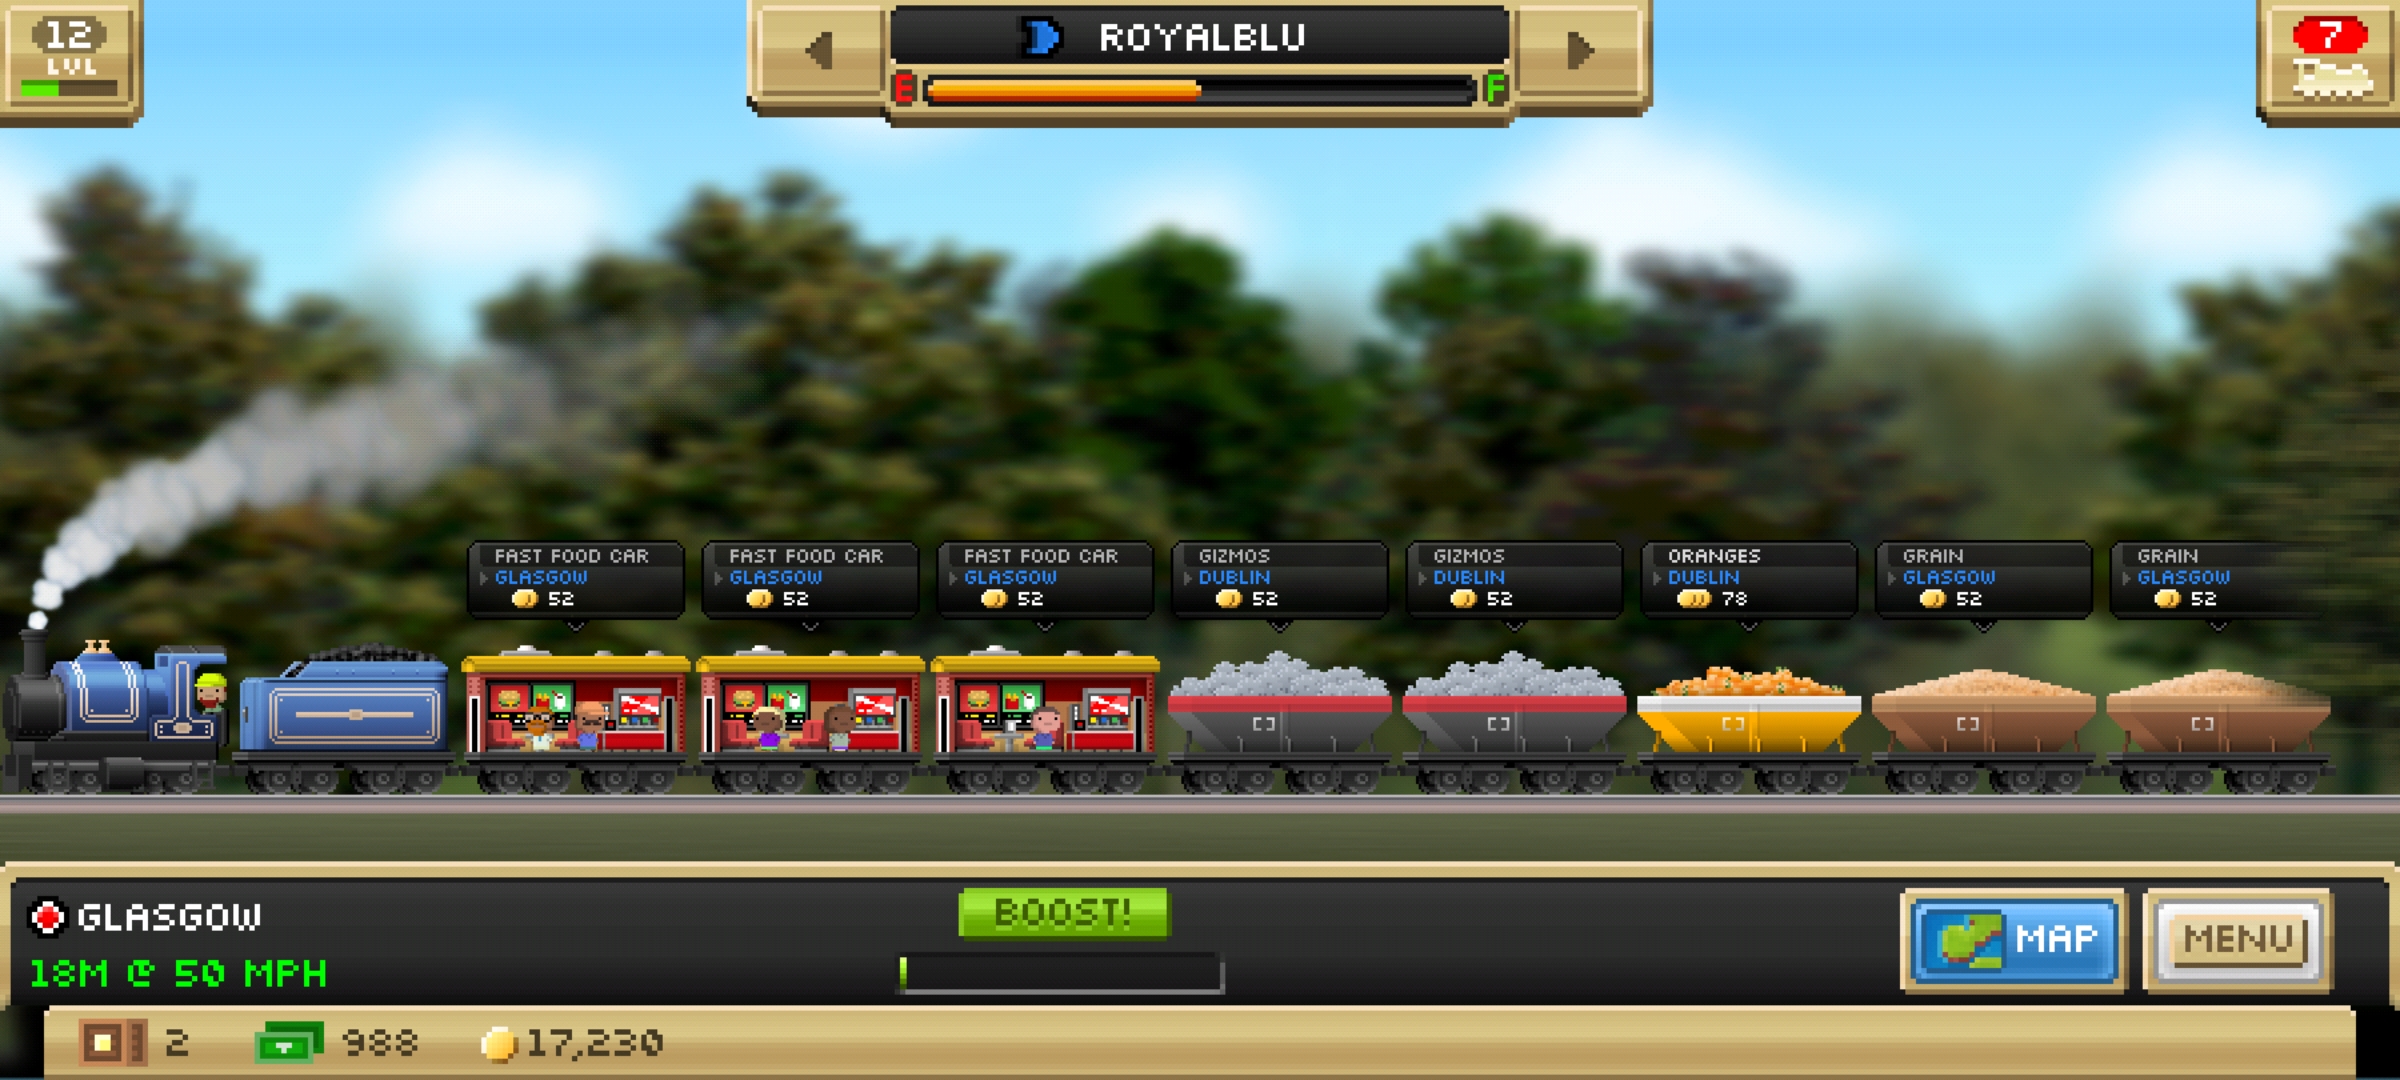 12
LVL
ROYALBLU
E
F
7
FAST FOOD CAR
GLASGOW
52
FAST FOOD CAR
GLASGOW
52
FAST FOOD CAR
GLASGOW
52
GIZMOS
DUBLIN
52
GIZMOS
DUBLIN
52
ORANGES
DUBLIN
78
GRAIN
GLASGOW
52
GRAIN
GLASGOW
52
GLASGOW
18M @ 50 MPH
BOOST!
MAP
MENU
2
988
17,230